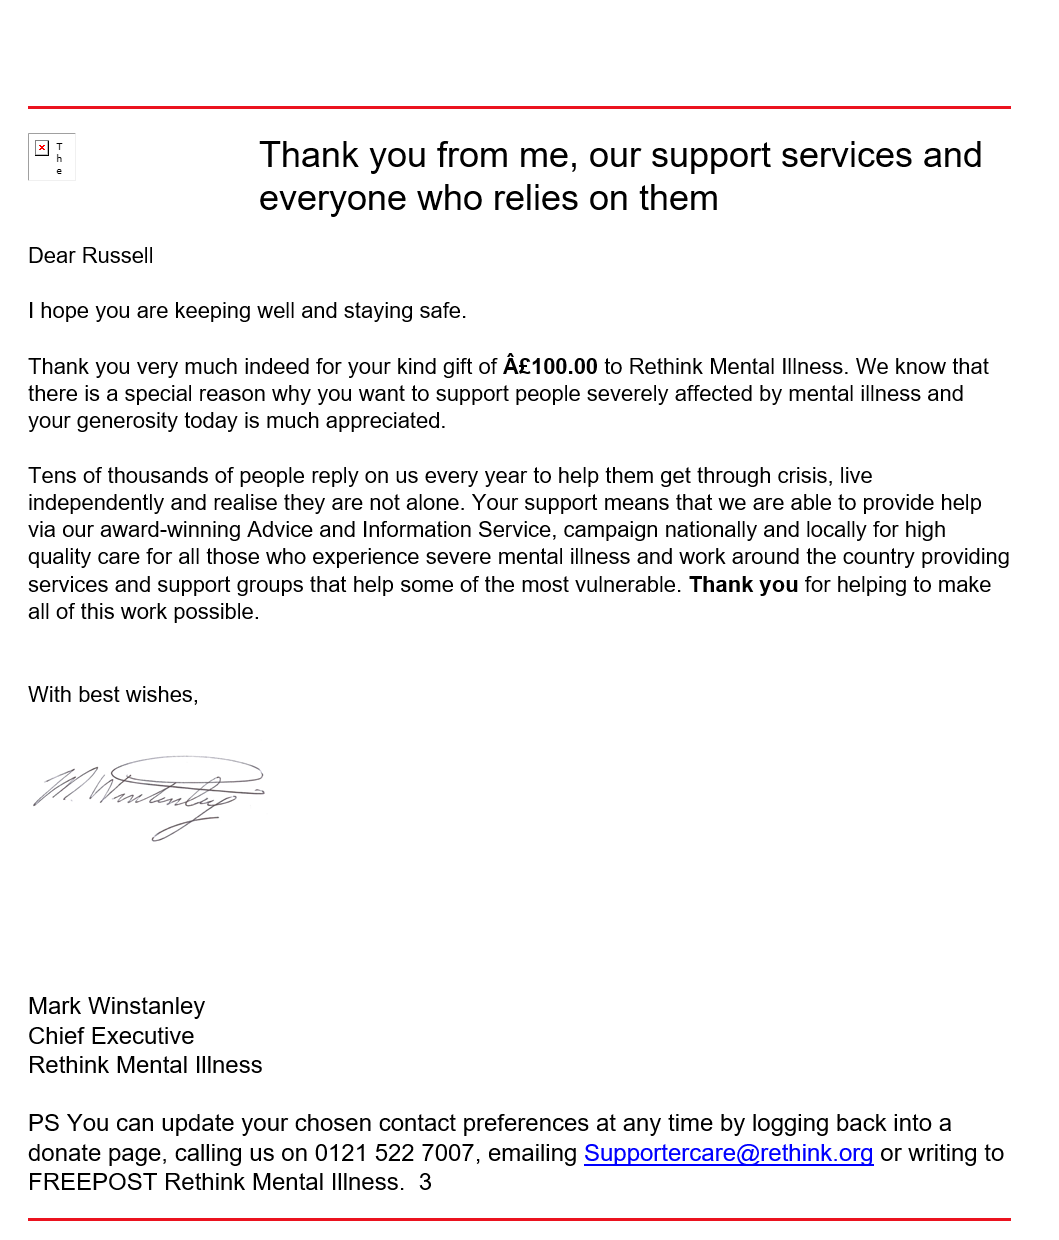 The
Thank you from me, our support services and
everyone who relies on them
Dear Russell
I hope you are keeping well and staying safe.
Thank you very much indeed for your kind gift of Â£100.00 to Rethink Mental Illness. We know that
there is a special reason why you want to support people severely affected by mental illness and
your generosity today is much appreciated.
Tens of thousands of people reply on us every year to help them get through crisis, live
independently and realise they are not alone. Your support means that we are able to provide help
via our award-winning Advice and Information Service, campaign nationally and locally for high
quality care for all those who experience severe mental illness and work around the country providing
services and support groups that help some of the most vulnerable. Thank you for helping to make
all of this work possible.
With best wishes,
M. Winstanley
Mark Winstanley
Chief Executive
Rethink Mental Illness
PS You can update your chosen contact preferences at any time by logging back into a
donate page, calling us on 0121 522 7007, emailing Supportercare@rethink.org or writing to
FREEPOST Rethink Mental Illness.  3